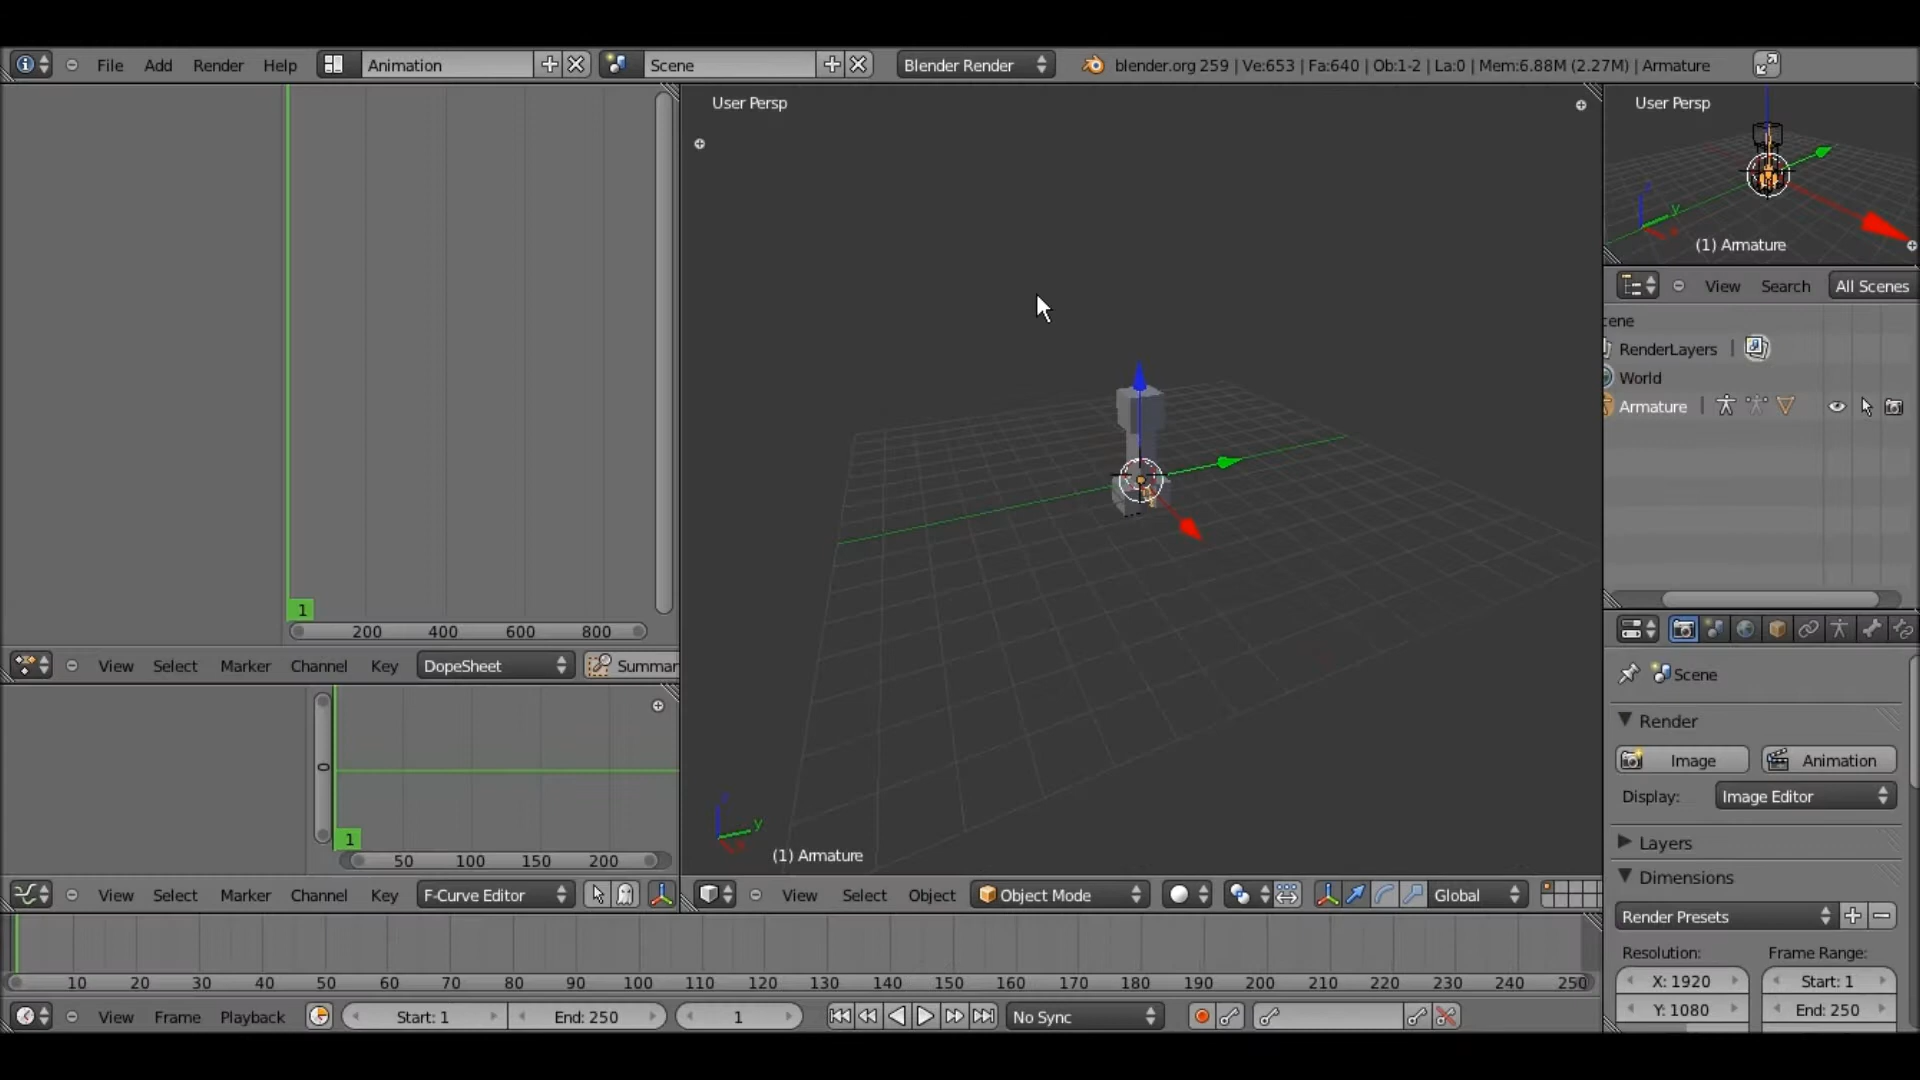 File Add Render Help Animation Scene Blender Render blender.org 259 | Ve:653 | Fa:640 | Ob:1-2 | La:0 | Mem:6.88M (2.27M) | Armature
User Persp
User Persp
(1) Armature
View Search All Scenes
cene
RenderLayers
World
Armature
1
200 400 600 800
View Select Marker Channel Key DopeSheet Summar
Scene
Render
Image Animation
Display: Image Editor
Layers
Dimensions
Render Presets
Resolution: Frame Range:
X: 1920 Start: 1
Y: 1080 End: 250
0
1
50 100 150 200
z y
(1) Armature
View Select Marker Channel Key F-Curve Editor
View Select Object Object Mode Global
10 20 30 40 50 60 70 80 90 100 110 120 130 140 150 160 170 180 190 200 210 220 230 240 250
View Frame Playback Start: 1 End: 250 1 No Sync